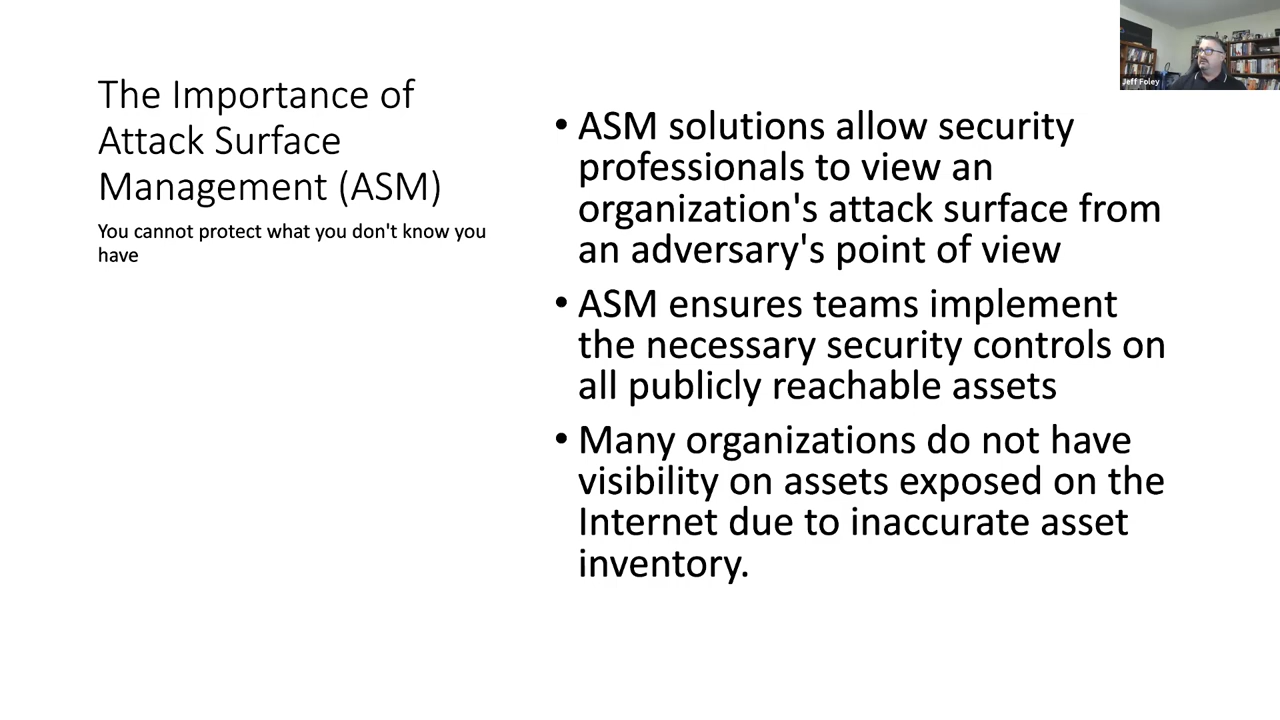 The Importance of
Attack Surface
Management (ASM)
You cannot protect what you don't know you
have
• ASM solutions allow security
professionals to view an
organization's attack surface from
an adversary's point of view
• ASM ensures teams implement
the necessary security controls on
all publicly reachable assets
• Many organizations do not have
visibility on assets exposed on the
Internet due to inaccurate asset
inventory.
Jeff Foley